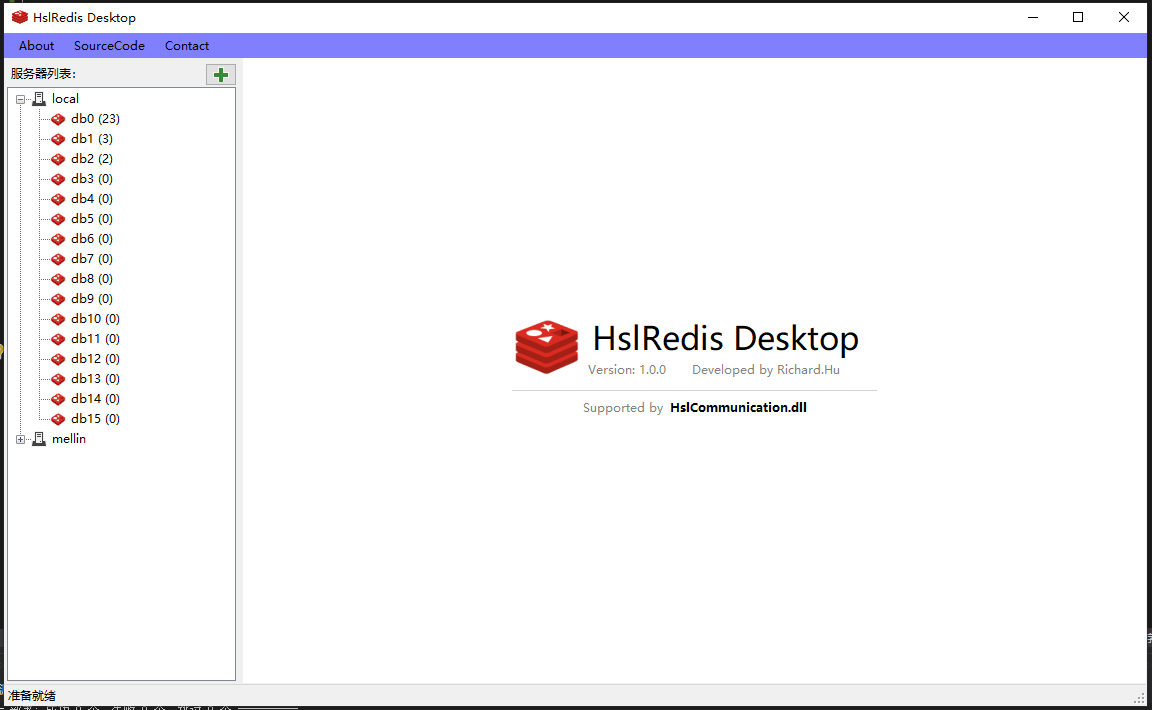 HslRedis Desktop
About SourceCode Contact
服务器列表:
local
db0 (23)
db1 (3)
db2 (2)
db3 (0)
db4 (0)
db5 (0)
db6 (0)
db7 (0)
db8 (0)
db9 (0)
db10 (0)
db11 (0)
db12 (0)
db13 (0)
db14 (0)
db15 (0)
mellin
HslRedis Desktop
Version: 1.0.0 Developed by Richard.Hu
Supported by HslCommunication.dll
准备就绪